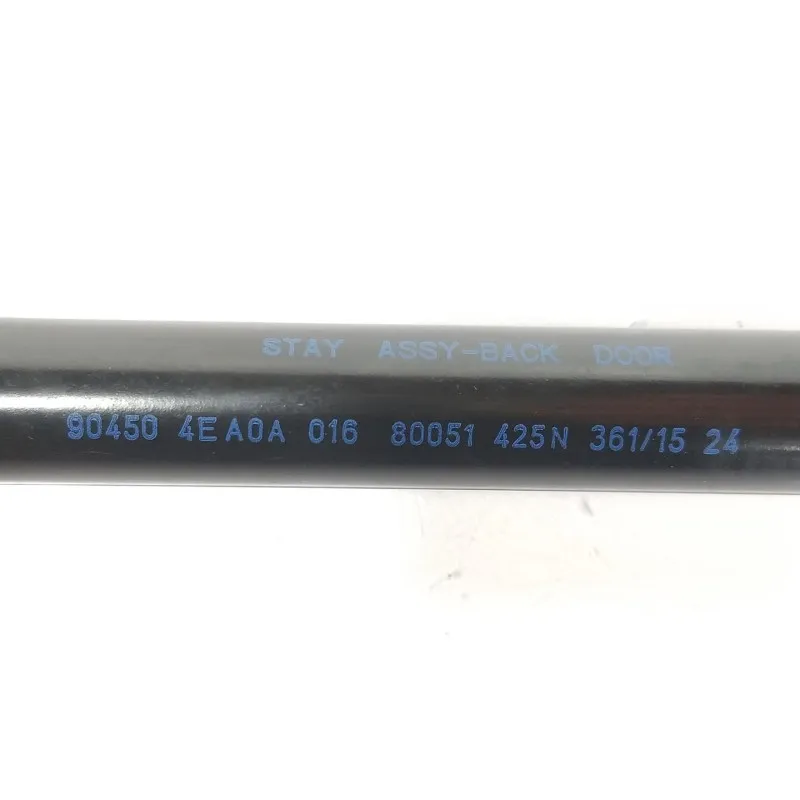 STAY ASSY-BACK DOOR
90450 4EA0A 016 80051 425N 361/15 24